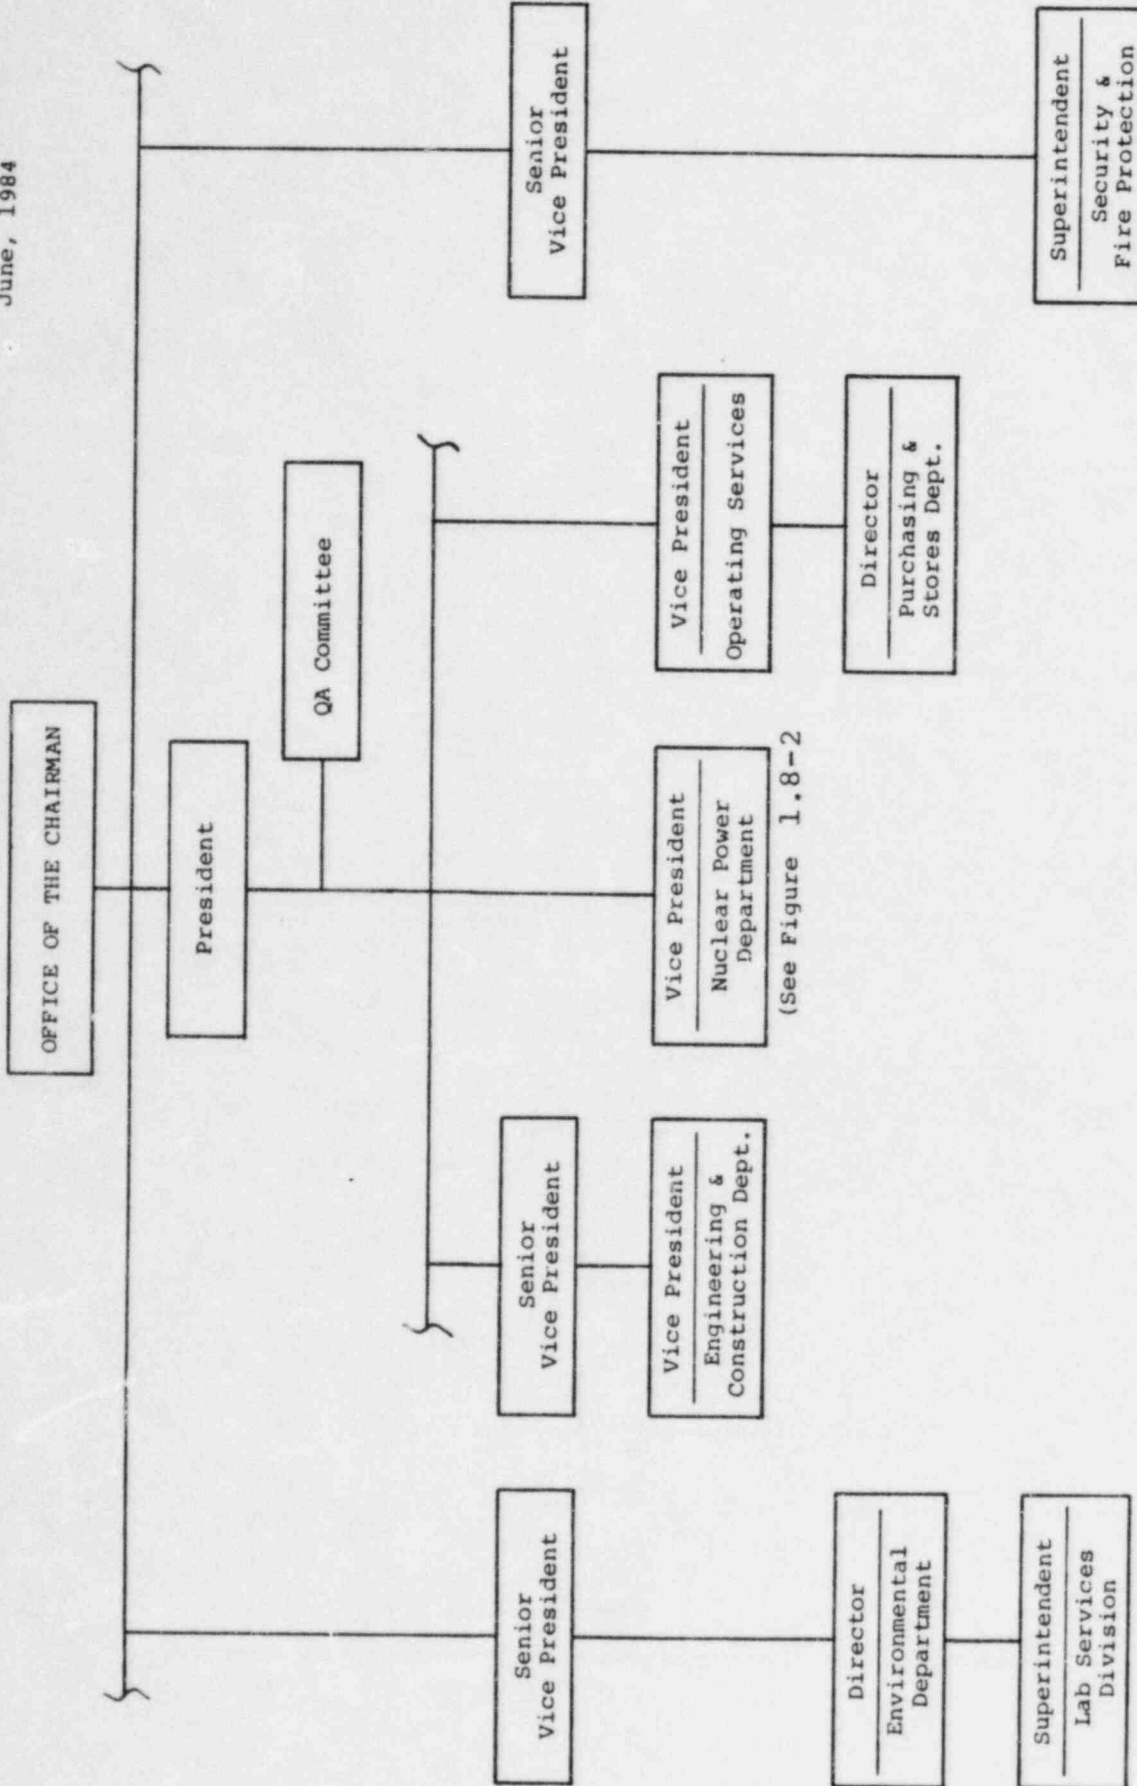 June, 1984
OFFICE OF THE CHAIRMAN
President
QA Committee
Senior
Vice President
Director
Environmental
Department
Superintendent
Lab Services
Division
Senior
Vice President
Vice President
Engineering &
Construction Dept.
Vice President
Nuclear Power
Department
(See Figure 1.8-2
Vice President
Operating Services
Director
Purchasing &
Stores Dept.
Senior
Vice President
Superintendent
Security &
Fire Protection